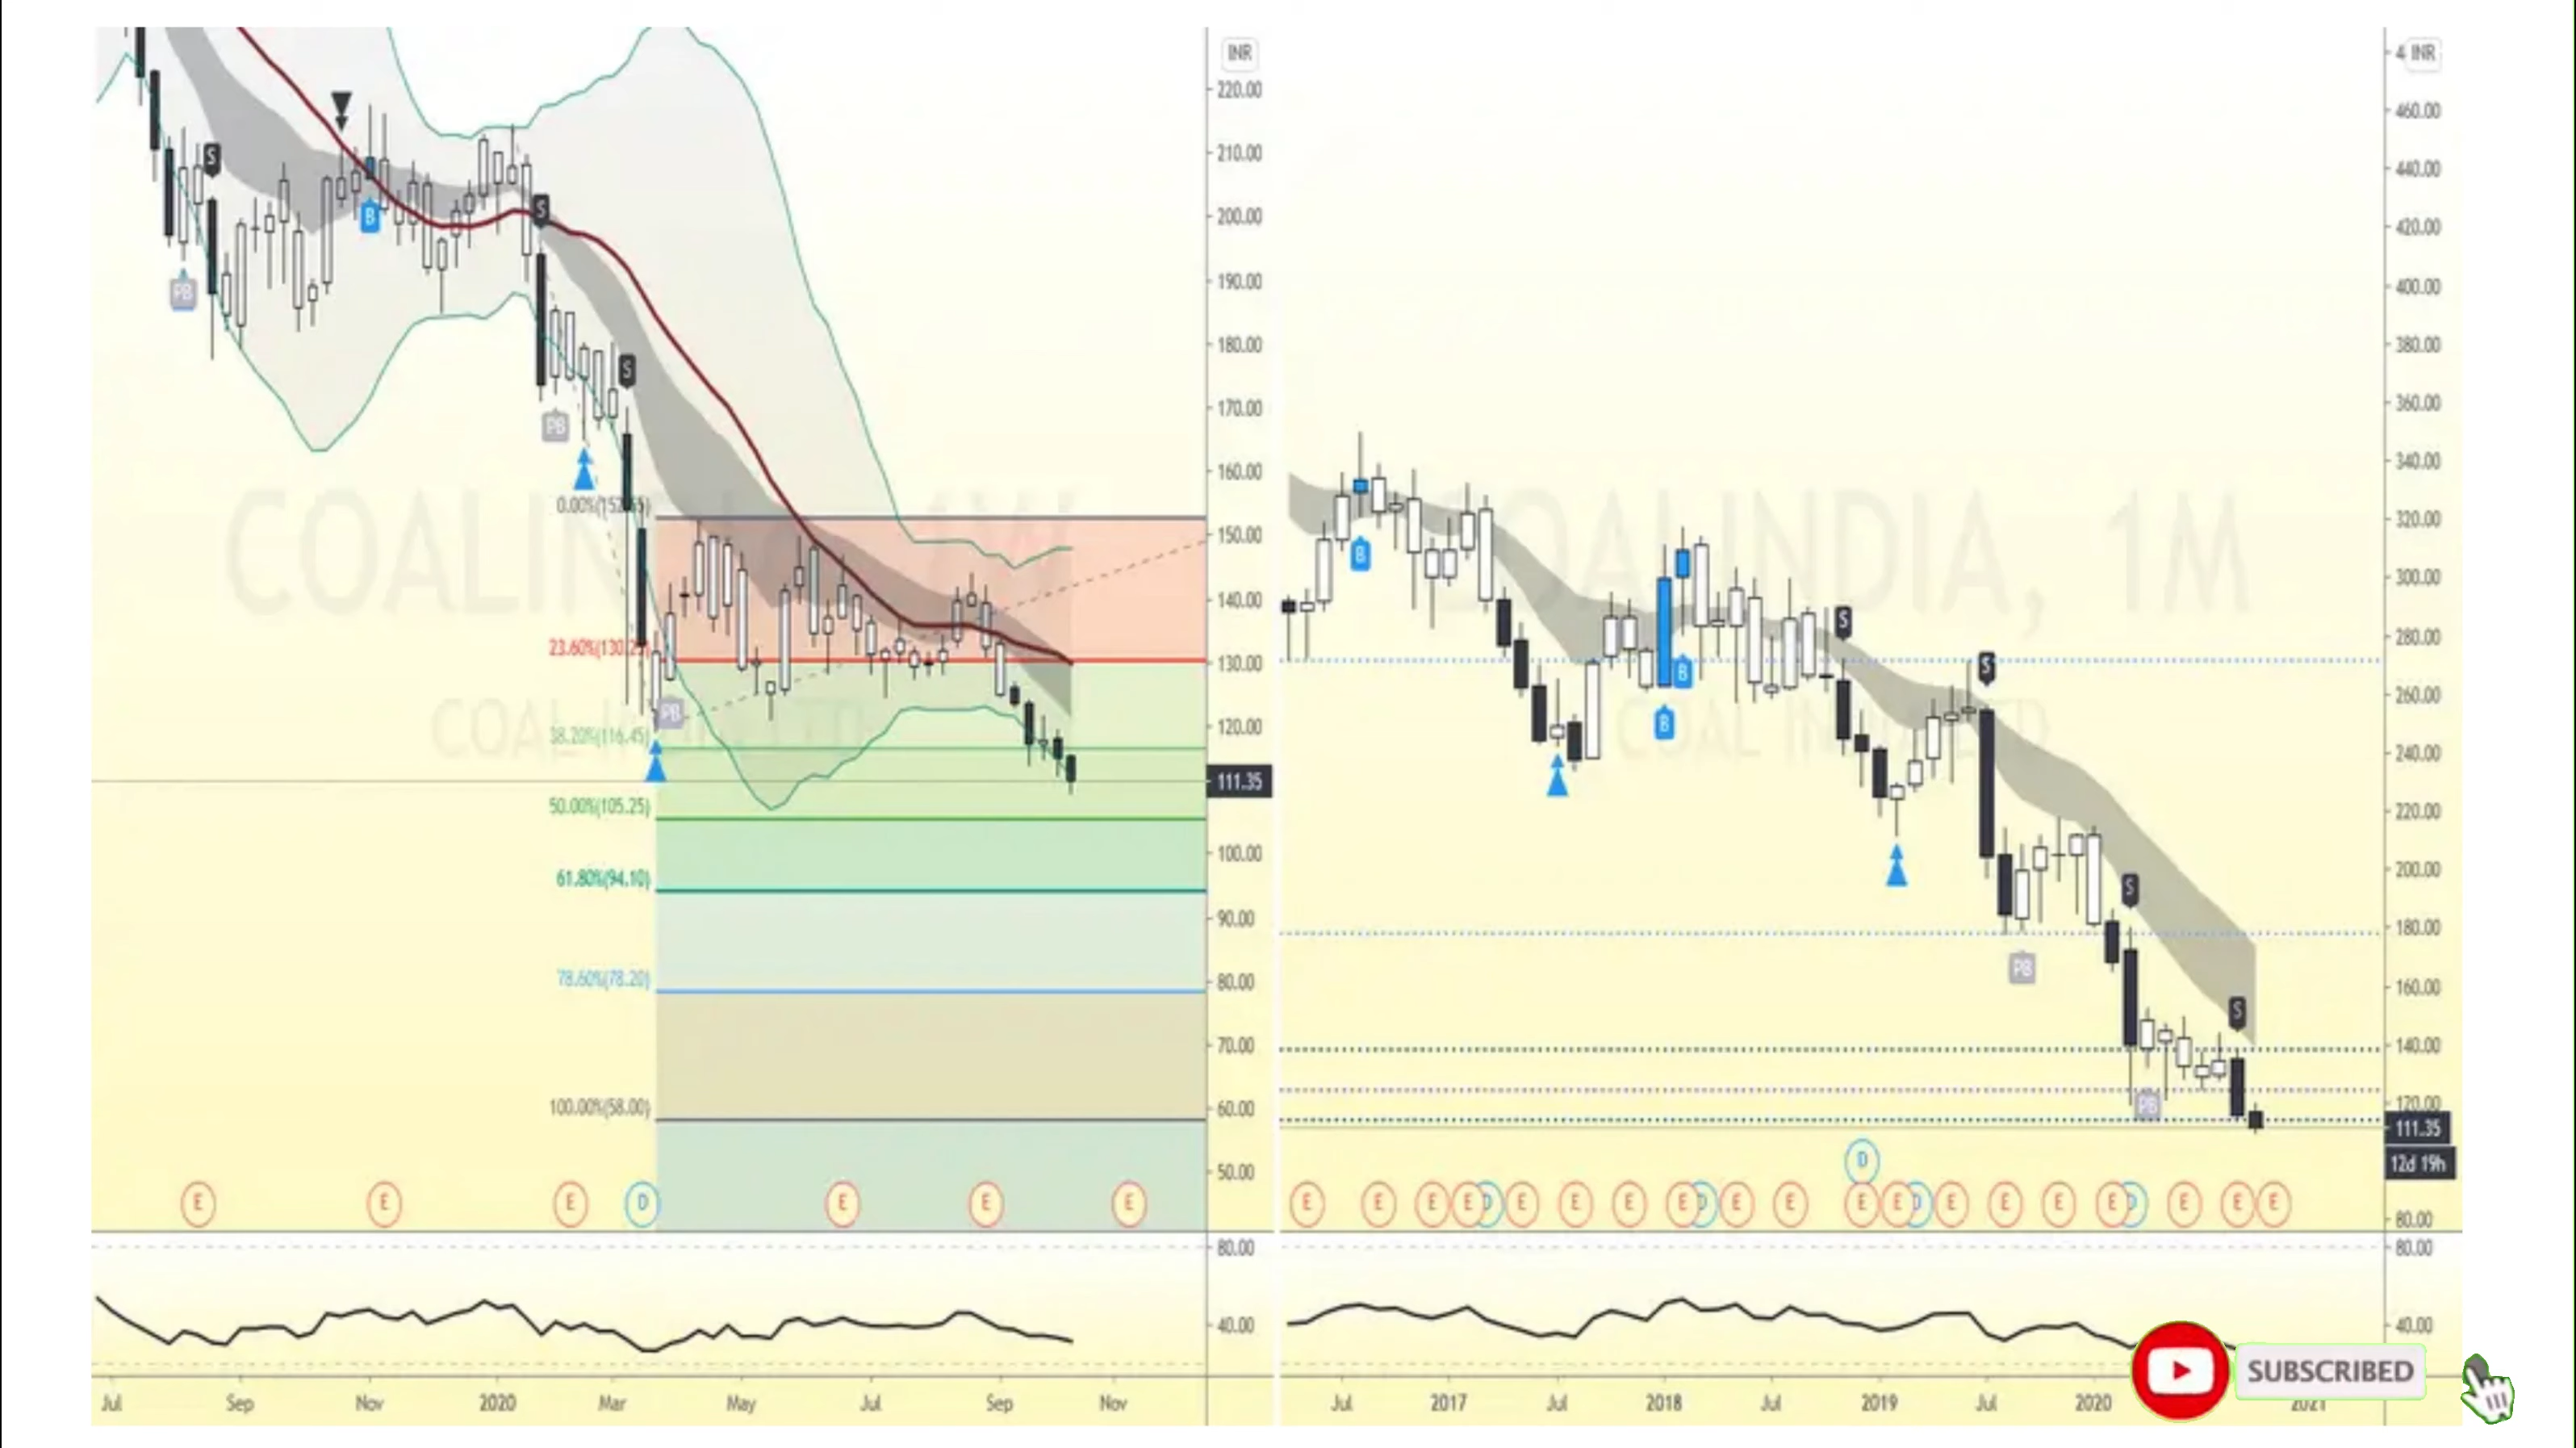 INR
220.00
210.00
200.00
190.00
180.00
170.00
160.00
150.00
140.00
130.00
120.00
111.35
100.00
90.00
80.00
70.00
60.00
50.00
80.00
40.00
S
B
PB
S
PB
S
PB
23.60%(130.25)
38.20%(116.45)
50.00%(105.25)
61.80%(94.10)
78.60%(78.20)
100.00%(58.00)
E E E D E E E
Jul Sep Nov 2020 Mar May Jul Sep Nov
INR
460.00
440.00
420.00
400.00
380.00
360.00
340.00
320.00
300.00
280.00
260.00
240.00
220.00
200.00
180.00
160.00
140.00
120.00
111.35
12d 19h
80.00
80.00
40.00
COALINDIA, 1M
B
B
B
S
S
S
PB
S
PB
D
E E E E D E E E E D E E E E D E E E E D E E E
Jul 2017 Jul 2018 Jul 2019 Jul 2020 2021
SUBSCRIBED